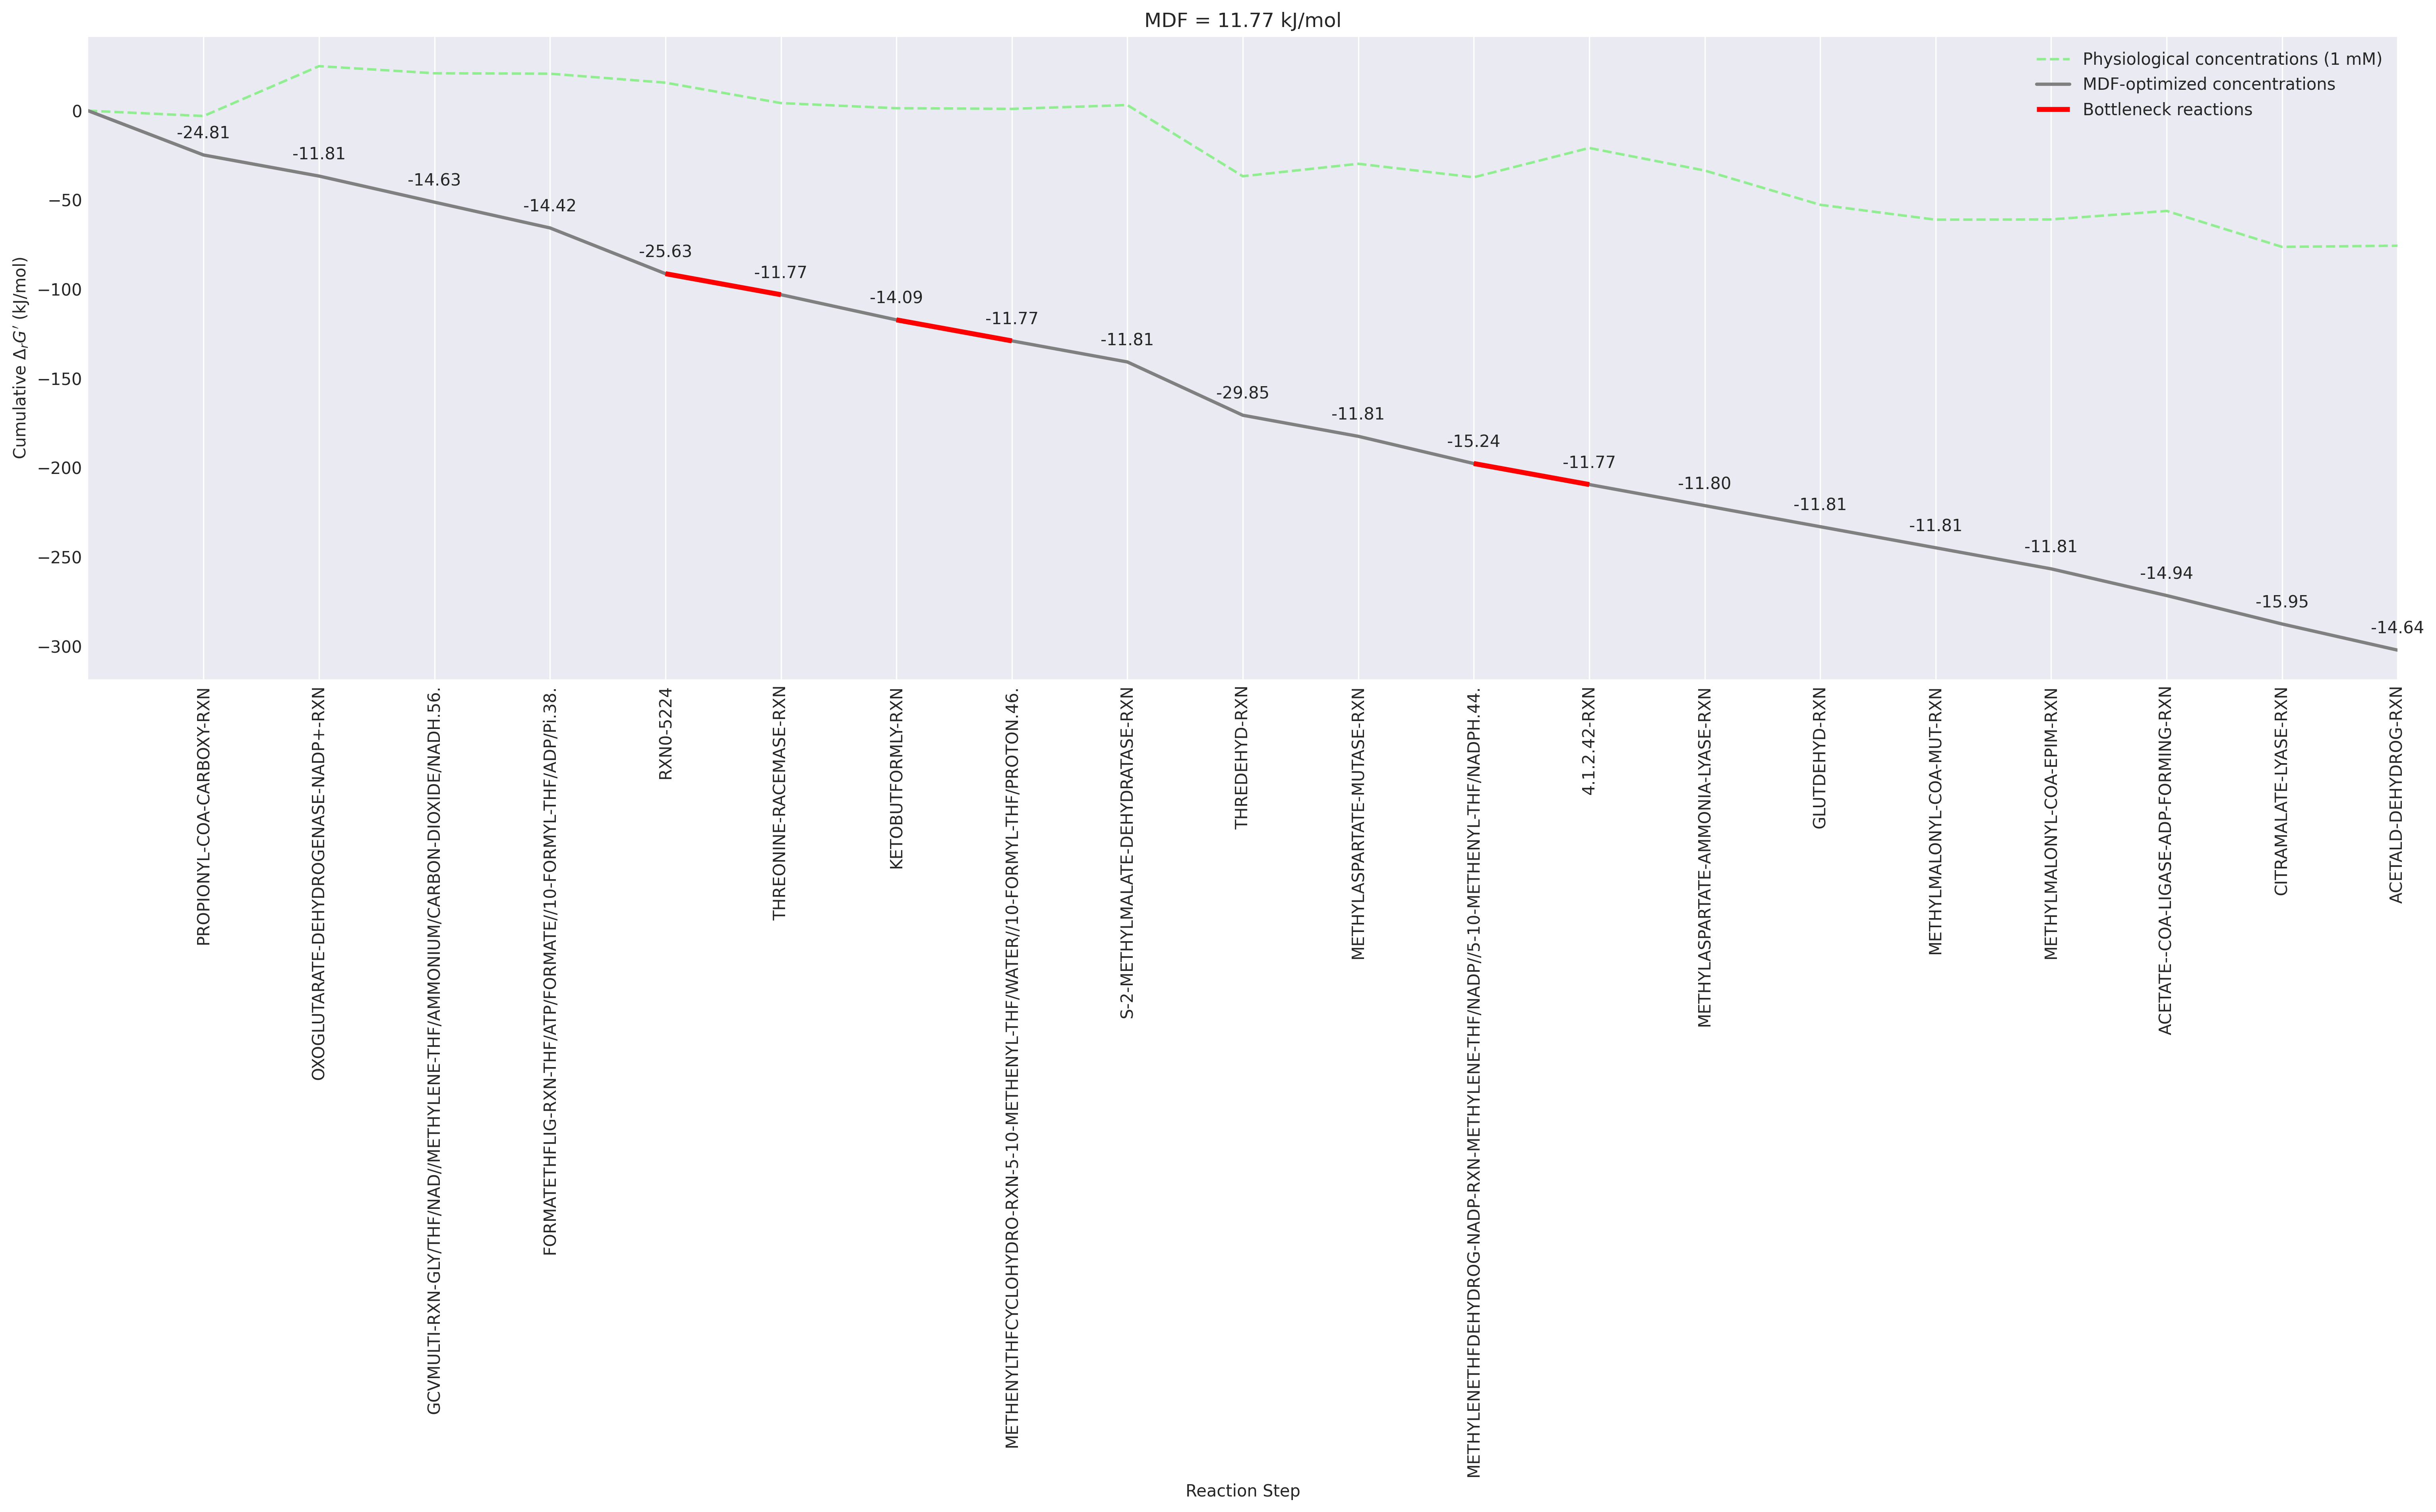 MDF = 11.77 kJ/mol
Physiological concentrations (1 mM)
MDF-optimized concentrations
Bottleneck reactions
Cumulative ΔrG′ (kJ/mol)
0
−50
−100
−150
−200
−250
−300
-24.81
-11.81
-14.63
-14.42
-25.63
-11.77
-14.09
-11.77
-11.81
-29.85
-11.81
-15.24
-11.77
-11.80
-11.81
-11.81
-11.81
-14.94
-15.95
-14.64
PROPIONYL-COA-CARBOXY-RXN
OXOGLUTARATE-DEHYDROGENASE-NADP+-RXN
GCVMULTI-RXN-GLY/THF/NAD//METHYLENE-THF/AMMONIUM/CARBON-DIOXIDE/NADH.56.
FORMATETHFLIG-RXN-THF/ATP/FORMATE//10-FORMYL-THF/ADP/Pi.38.
RXN0-5224
THREONINE-RACEMASE-RXN
KETOBUTFORMLY-RXN
METHENYLTHFCYCLOHYDRO-RXN-5-10-METHENYL-THF/WATER//10-FORMYL-THF/PROTON.46.
S-2-METHYLMALATE-DEHYDRATASE-RXN
THREDEHYD-RXN
METHYLASPARTATE-MUTASE-RXN
METHYLENETHFDEHYDROG-NADP-RXN-METHYLENE-THF/NADP//5-10-METHENYL-THF/NADPH.44.
4.1.2.42-RXN
METHYLASPARTATE-AMMONIA-LYASE-RXN
GLUTDEHYD-RXN
METHYLMALONYL-COA-MUT-RXN
METHYLMALONYL-COA-EPIM-RXN
ACETATE--COA-LIGASE-ADP-FORMING-RXN
CITRAMALATE-LYASE-RXN
ACETALD-DEHYDROG-RXN
Reaction Step